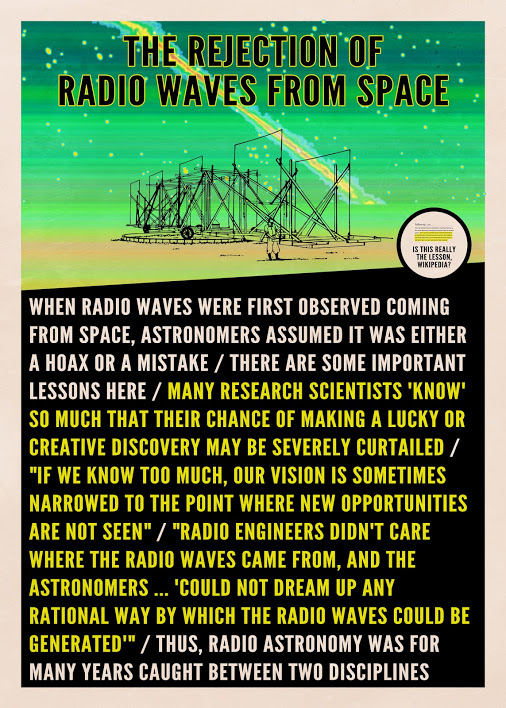 THE REJECTION OF
RADIO WAVES FROM SPACE
IS THIS REALLY
THE LESSON,
WIKIPEDIA?
WHEN RADIO WAVES WERE FIRST OBSERVED COMING
FROM SPACE, ASTRONOMERS ASSUMED IT WAS EITHER
A HOAX OR A MISTAKE / THERE ARE SOME IMPORTANT
LESSONS HERE / MANY RESEARCH SCIENTISTS 'KNOW'
SO MUCH THAT THEIR CHANCE OF MAKING A LUCKY OR
CREATIVE DISCOVERY MAY BE SEVERELY CURTAILED /
"IF WE KNOW TOO MUCH, OUR VISION IS SOMETIMES
NARROWED TO THE POINT WHERE NEW OPPORTUNITIES
ARE NOT SEEN" / "RADIO ENGINEERS DIDN'T CARE
WHERE THE RADIO WAVES CAME FROM, AND THE
ASTRONOMERS ... 'COULD NOT DREAM UP ANY
RATIONAL WAY BY WHICH THE RADIO WAVES COULD BE
GENERATED'" / THUS, RADIO ASTRONOMY WAS FOR
MANY YEARS CAUGHT BETWEEN TWO DISCIPLINES